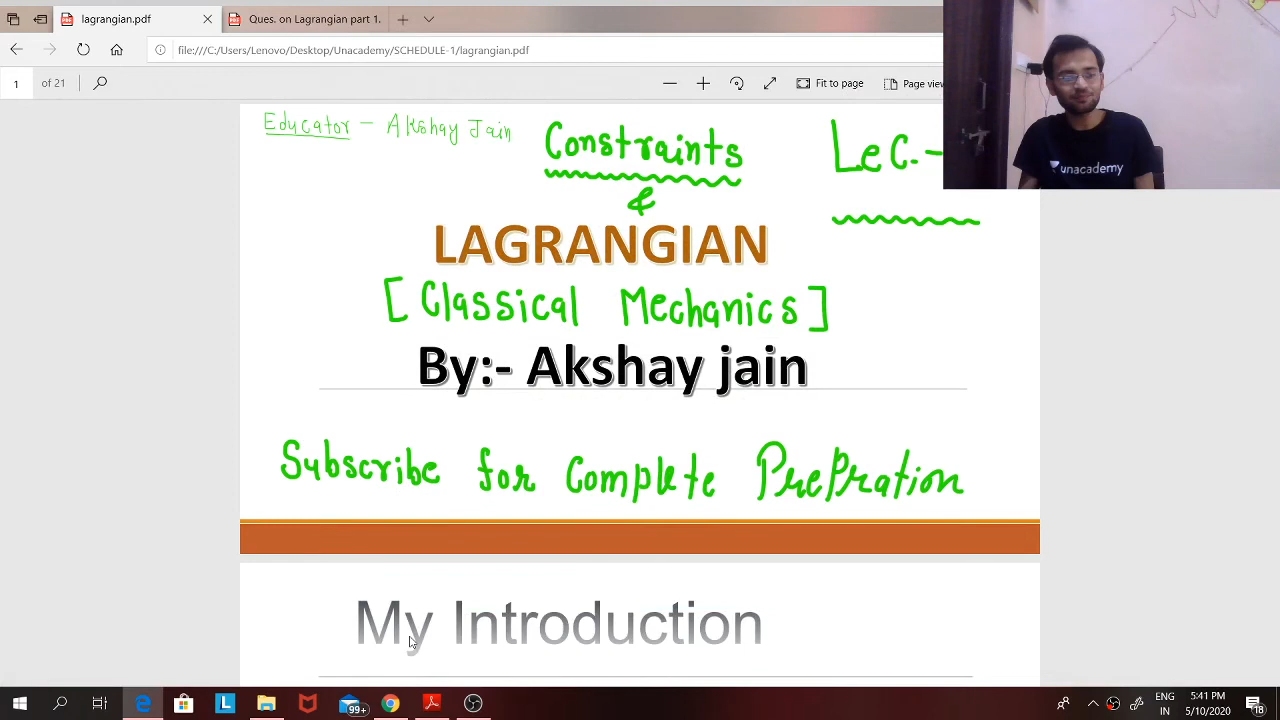 lagrangian.pdf
Ques. on Lagrangian part 1.
file:///C:/Users/Lenovo/Desktop/Unacademy/SCHEDULE-1/lagrangian.pdf
1 of 21
Fit to page
Page view
Educator - Akshay Jain
Constraints
Lec.-
&
LAGRANGIAN
[Classical Mechanics]
By:- Akshay jain
Subscribe for Complete PrePration
My Introduction
unacademy
99+
ENG
IN
5:41 PM
5/10/2020
18